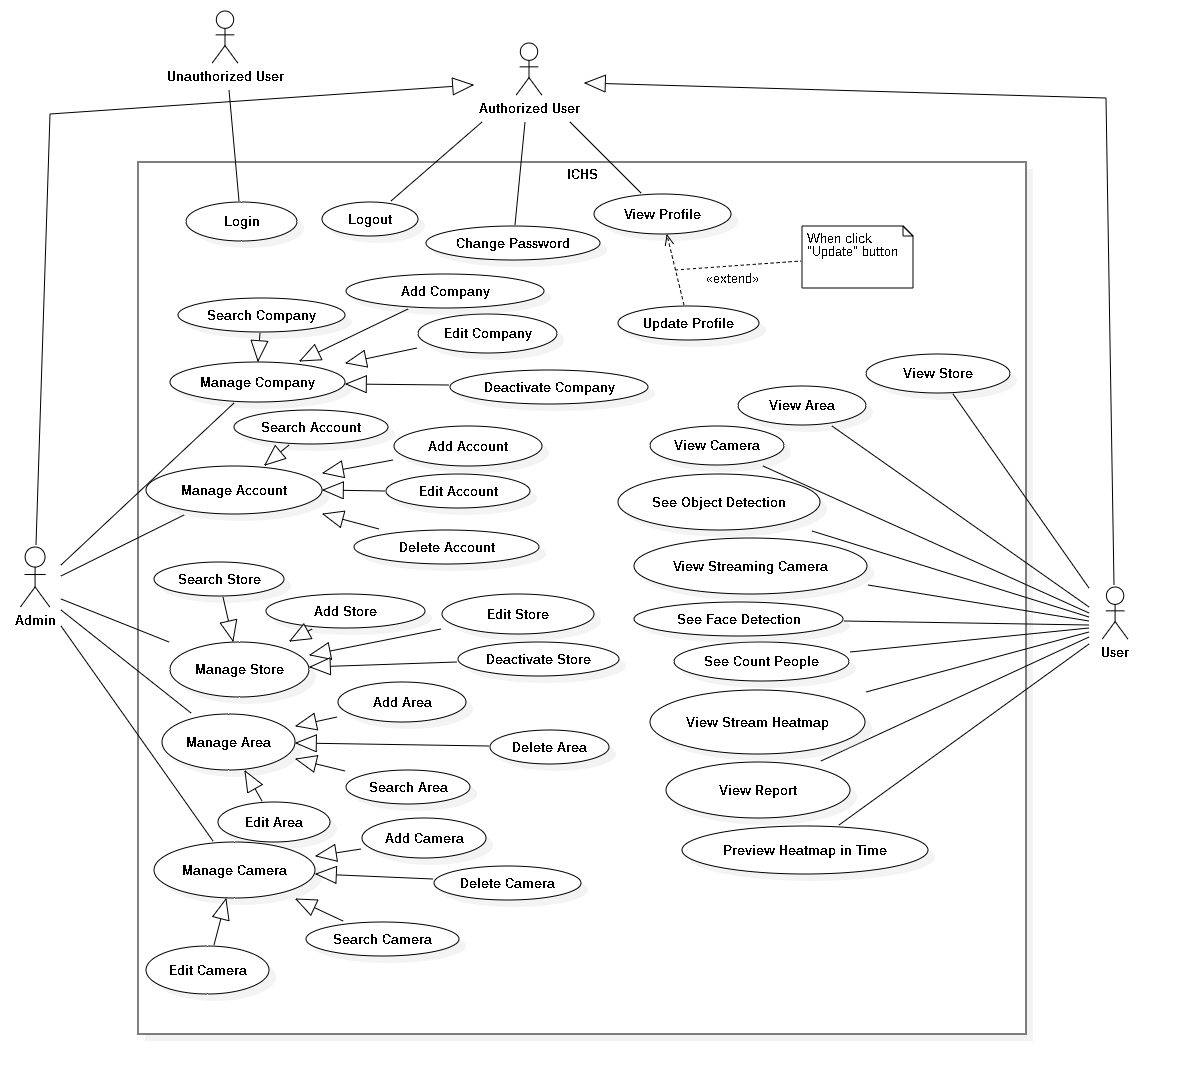 Unauthorized User
Authorized User
ICHS
Login
Logout
View Profile
Change Password
When click
"Update" button
«extend»
Update Profile
Add Company
Search Company
Edit Company
Manage Company
Deactivate Company
View Store
View Area
Search Account
Add Account
View Camera
Manage Account
Edit Account
See Object Detection
Delete Account
View Streaming Camera
Search Store
Add Store
Edit Store
See Face Detection
Admin
User
Manage Store
Deactivate Store
See Count People
Add Area
View Stream Heatmap
Manage Area
Delete Area
Search Area
View Report
Edit Area
Add Camera
Preview Heatmap in Time
Manage Camera
Delete Camera
Search Camera
Edit Camera